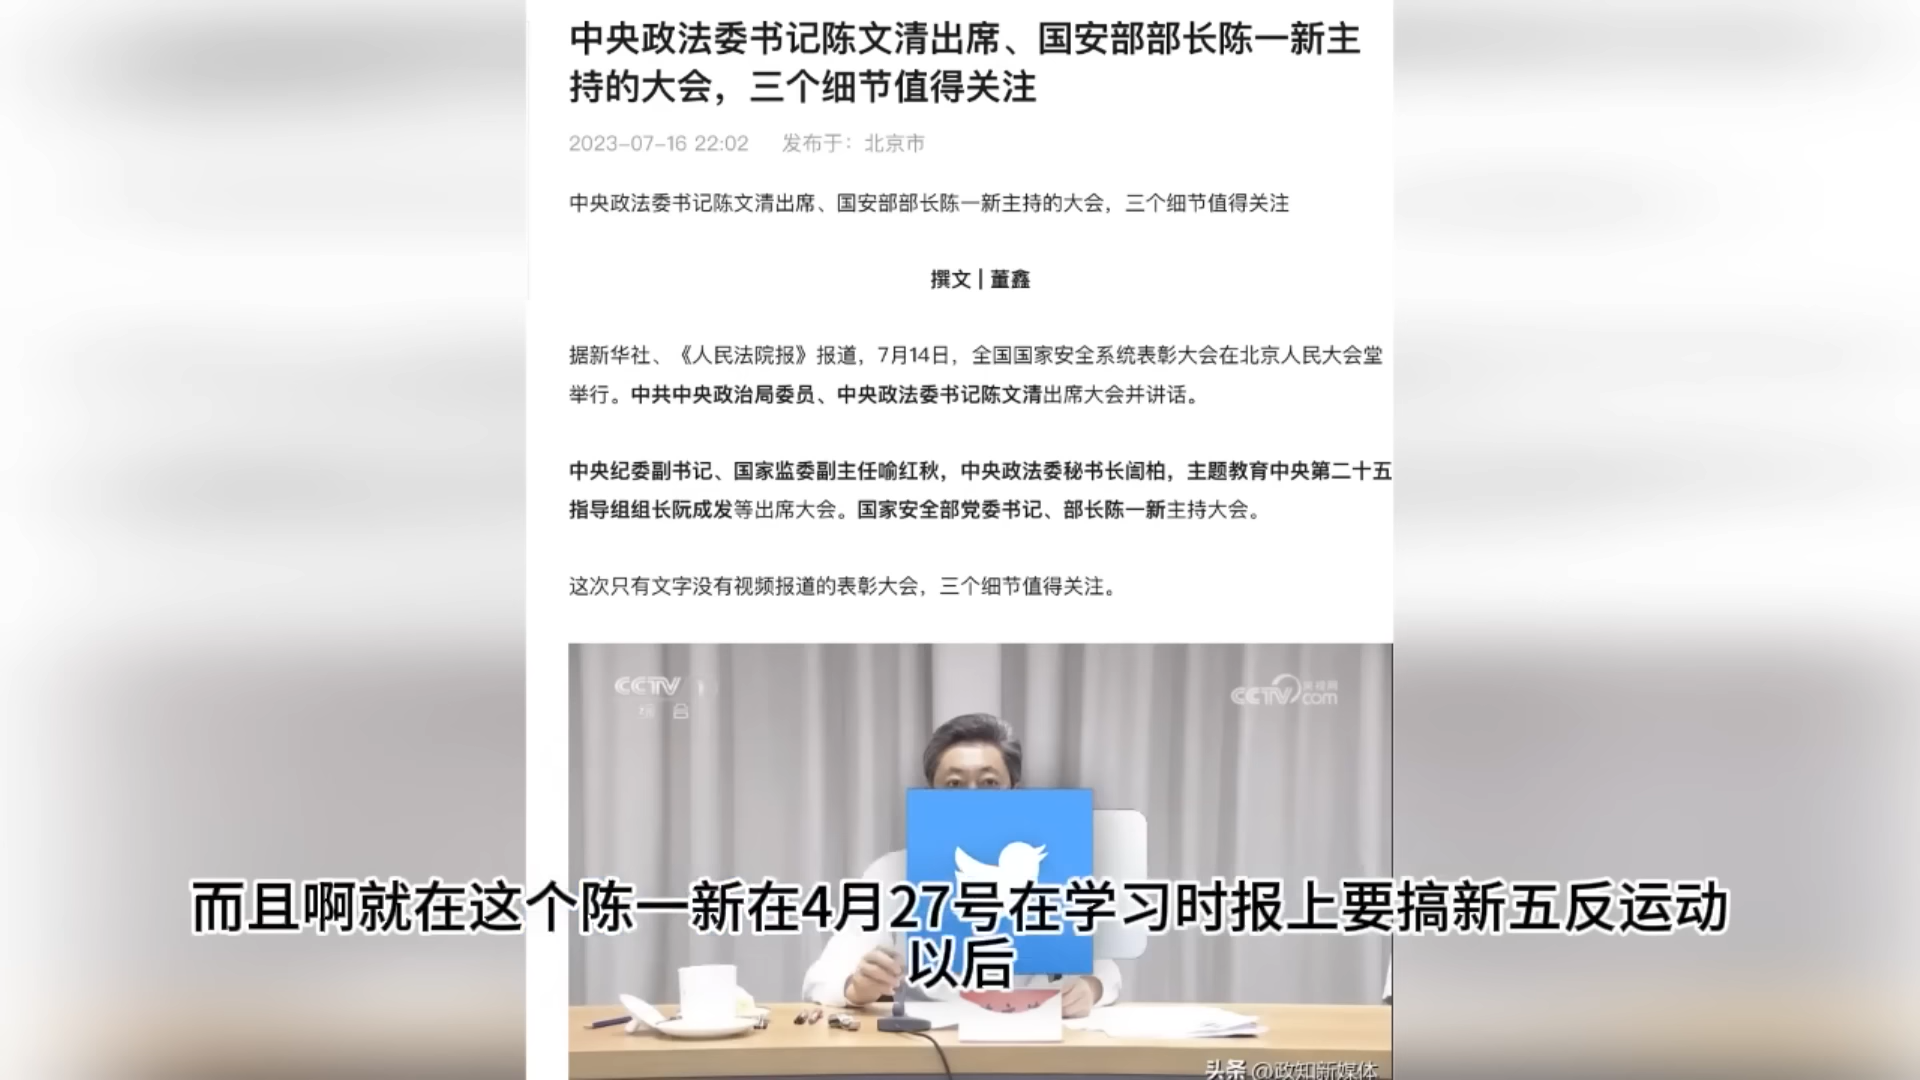 中央政法委书记陈文清出席、国安部部长陈一新主
持的大会，三个细节值得关注
2023-07-16 22:02 发布于：北京市
中央政法委书记陈文清出席、国安部部长陈一新主持的大会，三个细节值得关注
撰文 | 董鑫
据新华社、《人民法院报》报道，7月14日，全国国家安全系统表彰大会在北京人民大会堂
举行。中共中央政治局委员、中央政法委书记陈文清出席大会并讲话。
中央纪委副书记、国家监委副主任喻红秋，中央政法委秘书长訚柏，主题教育中央第二十五
指导组组长阮成发等出席大会。国家安全部党委书记、部长陈一新主持大会。
这次只有文字没有视频报道的表彰大会，三个细节值得关注。
CCTV 1
综合
CCTV 央视网
com
而且啊就在这个陈一新在4月27号在学习时报上要搞新五反运动
以后
头条 @政知新媒体